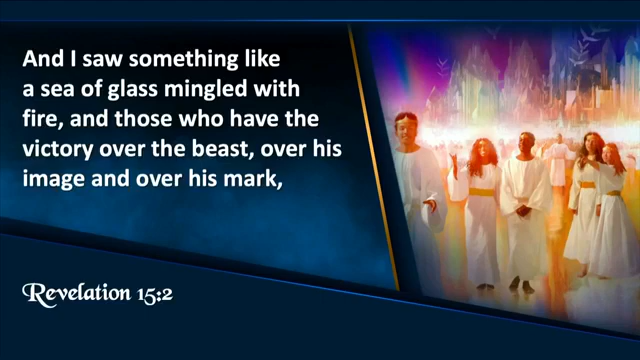 And I saw something like
a sea of glass mingled with
fire, and those who have the
victory over the beast, over his
image and over his mark,
Revelation 15:2